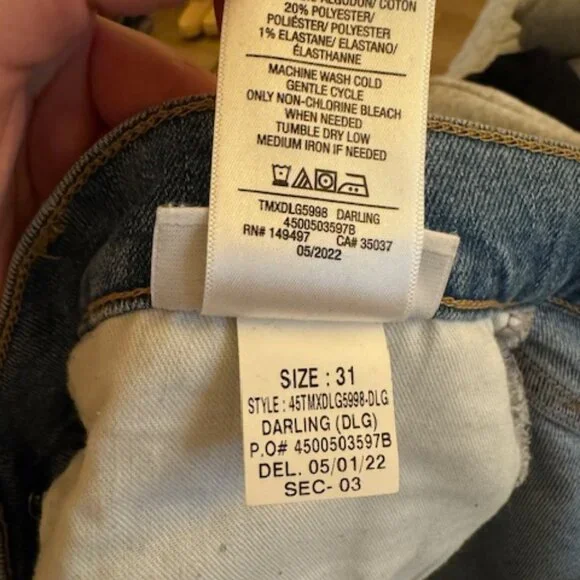 ALGODON/ COTON
20% POLYESTER/
POLIÉSTER/ POLYESTER
1% ELASTANE/ ELASTANO/
ÉLASTHANNE
MACHINE WASH COLD
GENTLE CYCLE
ONLY NON-CHLORINE BLEACH
WHEN NEEDED
TUMBLE DRY LOW
MEDIUM IRON IF NEEDED
TMXDLG5998 DARLING
4500503597B
RN# 149497 CA# 35037
05/2022
SIZE : 31
STYLE : 45TMXDLG5998-DLG
DARLING (DLG)
P.O# 4500503597B
DEL. 05/01/22
SEC- 03